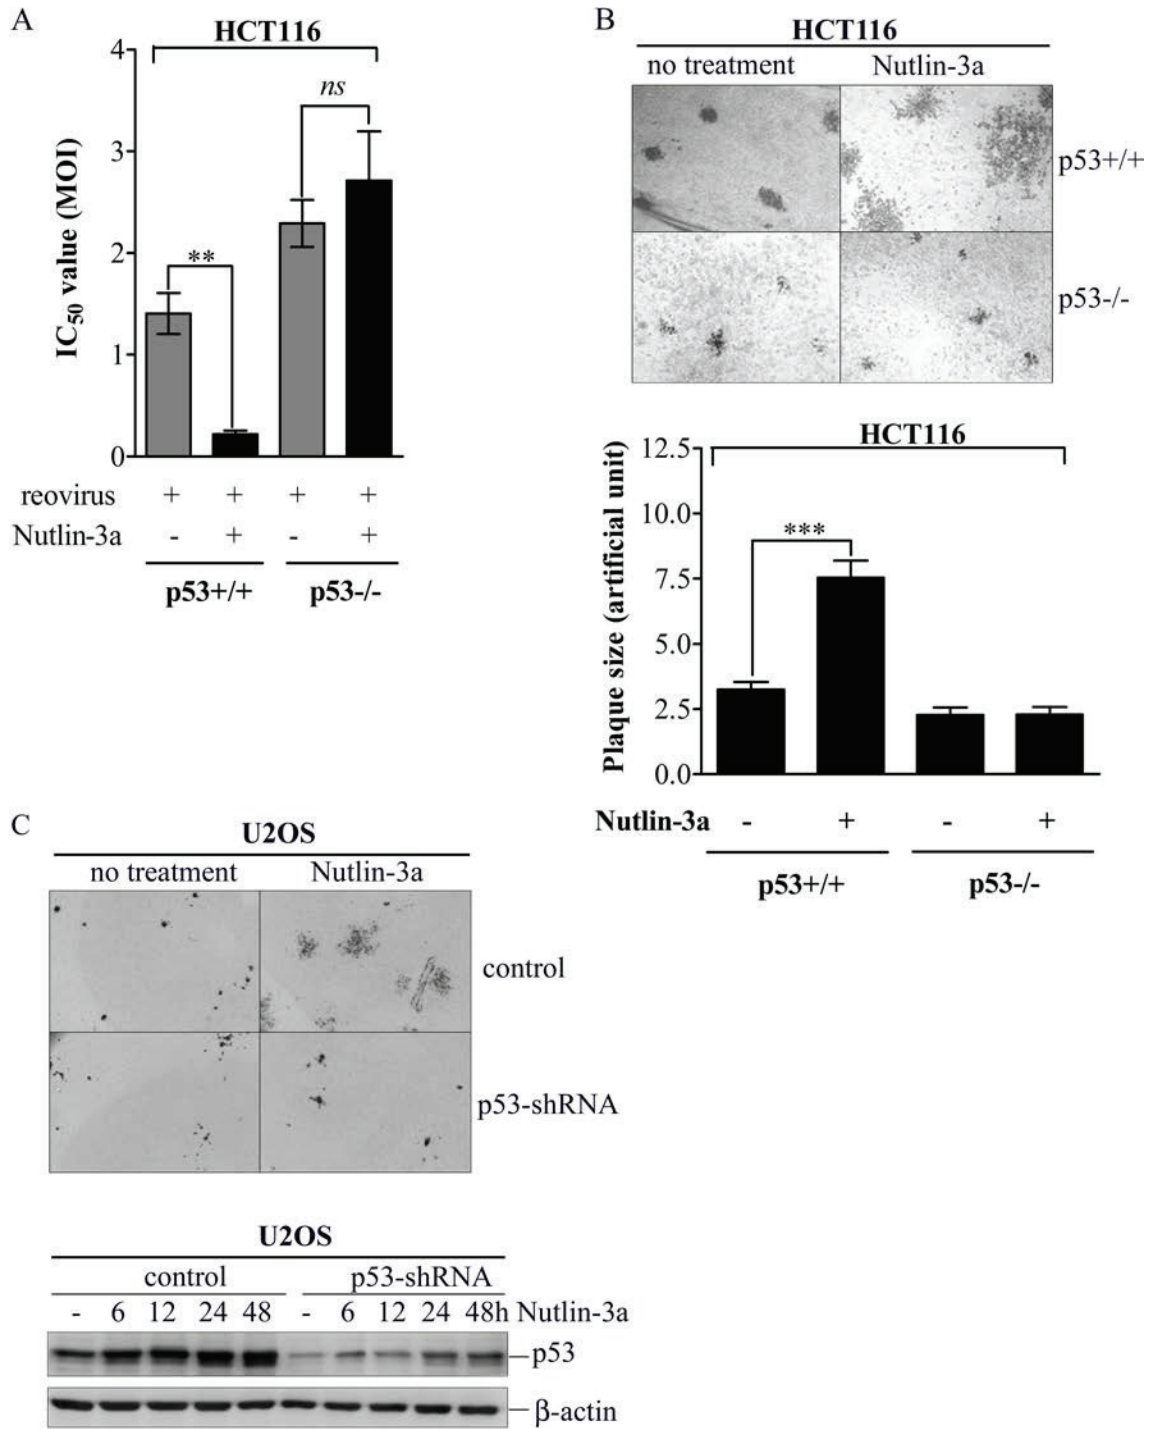 A
HCT116
4
3
2
1
0
IC50 value (MOI)
**
ns
reovirus + + + +
Nutlin-3a - + - +
p53+/+ p53-/-
B
HCT116
no treatment Nutlin-3a
p53+/+
p53-/-
HCT116
12.5
10.0
7.5
5.0
2.5
0.0
Plaque size (artificial unit)
***
Nutlin-3a - + - +
p53+/+ p53-/-
C
U2OS
no treatment Nutlin-3a
control
p53-shRNA
U2OS
control p53-shRNA
- 6 12 24 48 - 6 12 24 48h Nutlin-3a
p53
β-actin